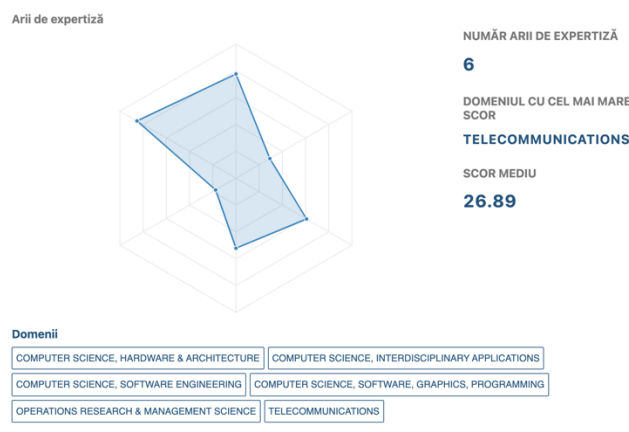 Arii de expertiză
NUMĂR ARII DE EXPERTIZĂ
6
DOMENIUL CU CEL MAI MARE
SCOR
TELECOMMUNICATIONS
SCOR MEDIU
26.89
Domenii
COMPUTER SCIENCE, HARDWARE & ARCHITECTURE
COMPUTER SCIENCE, INTERDISCIPLINARY APPLICATIONS
COMPUTER SCIENCE, SOFTWARE ENGINEERING
COMPUTER SCIENCE, SOFTWARE, GRAPHICS, PROGRAMMING
OPERATIONS RESEARCH & MANAGEMENT SCIENCE
TELECOMMUNICATIONS